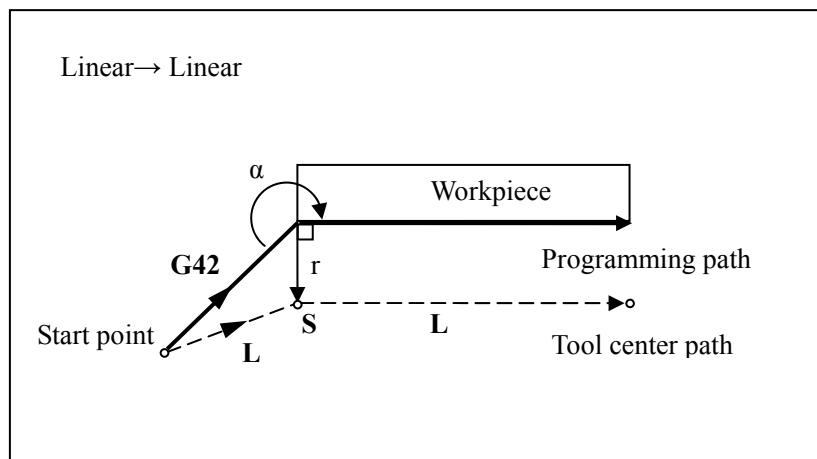 Linear→ Linear
α
Workpiece
G42
r
Programming path
Start point
S
L
L
Tool center path